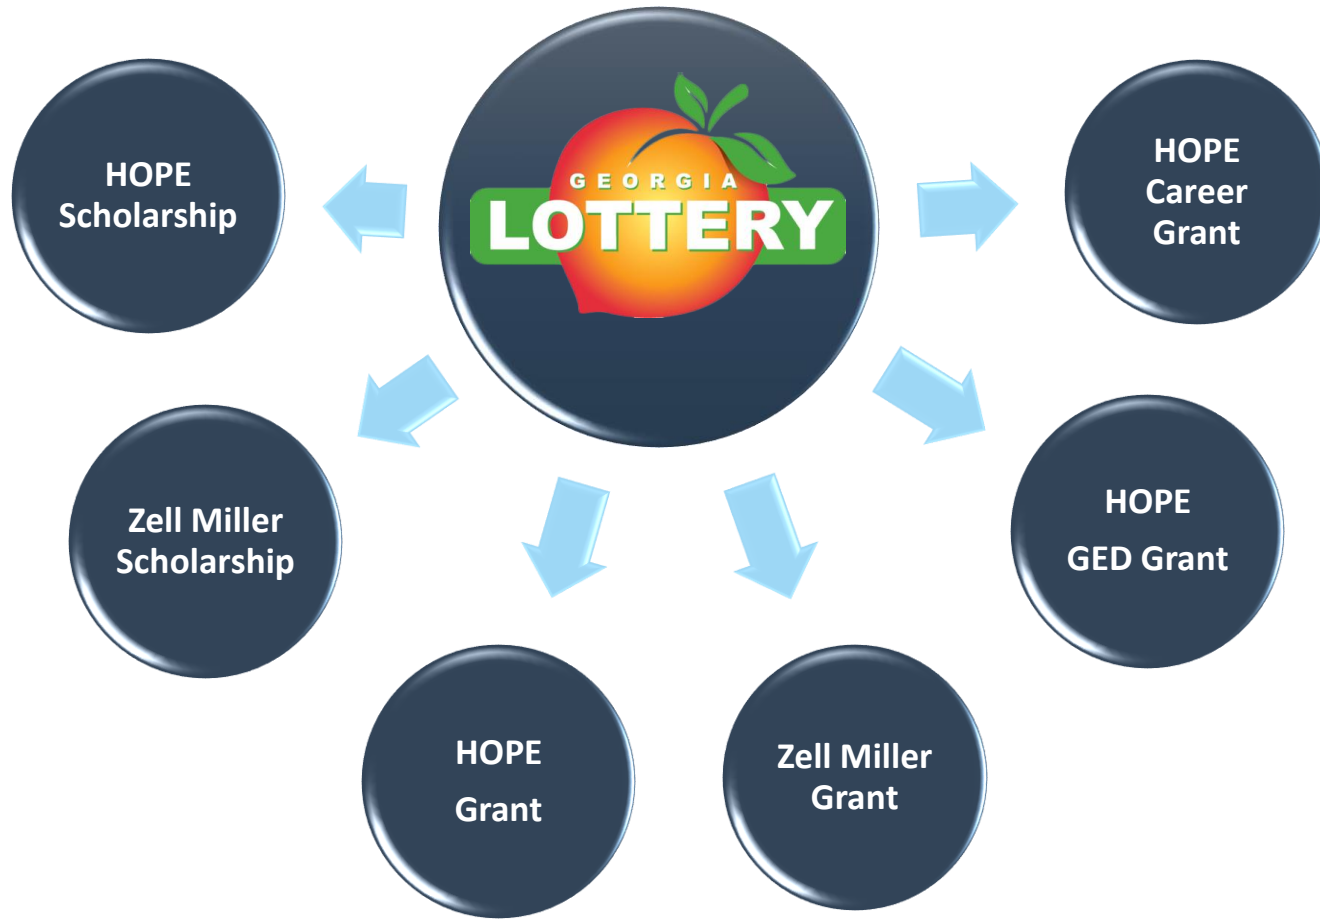 GEORGIA
LOTTERY
HOPE
Scholarship
Zell Miller
Scholarship
HOPE
Grant
Zell Miller
Grant
HOPE
GED Grant
HOPE
Career
Grant